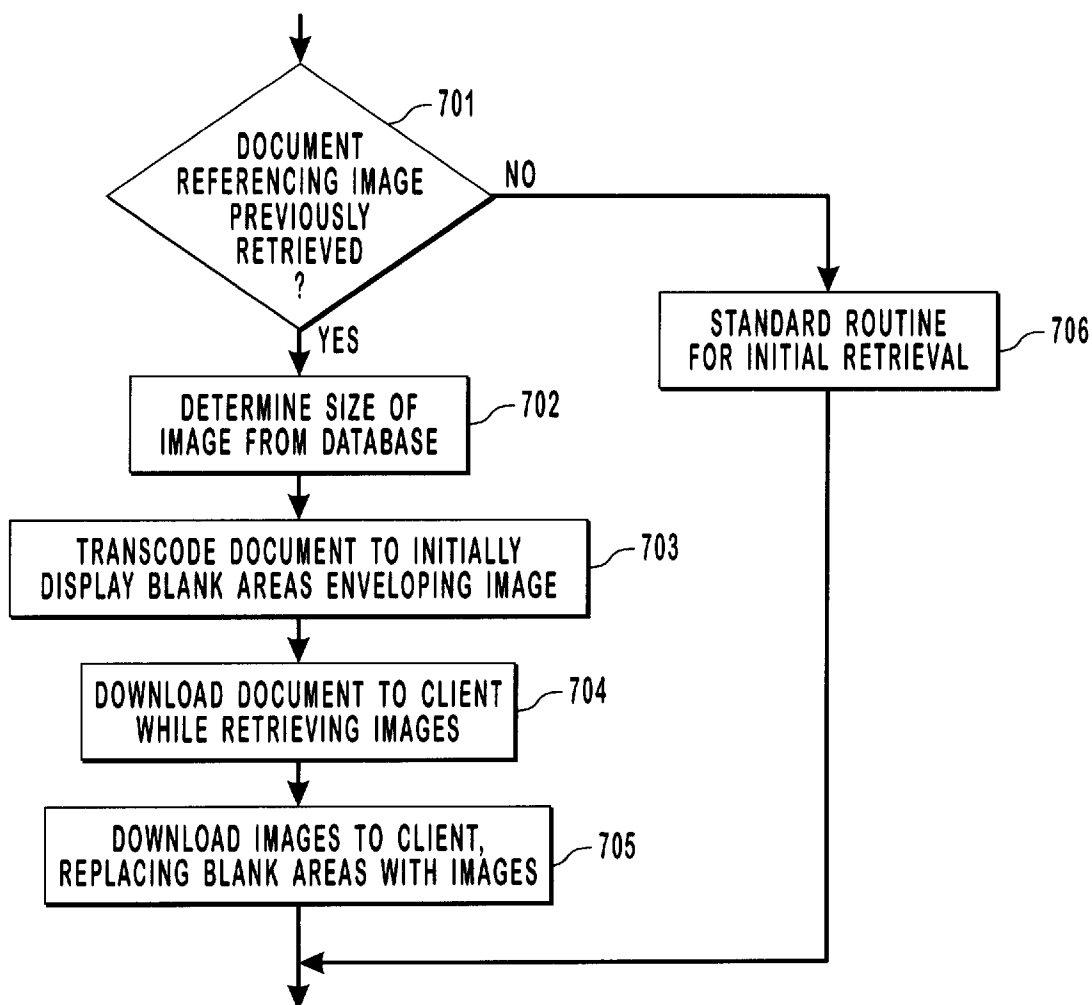 701
DOCUMENT
REFERENCING IMAGE
PREVIOUSLY
RETRIEVED
?
NO
YES
STANDARD ROUTINE
FOR INITIAL RETRIEVAL
706
DETERMINE SIZE OF
IMAGE FROM DATABASE
702
TRANSCODE DOCUMENT TO INITIALLY
DISPLAY BLANK AREAS ENVELOPING IMAGE
703
DOWNLOAD DOCUMENT TO CLIENT
WHILE RETRIEVING IMAGES
704
DOWNLOAD IMAGES TO CLIENT,
REPLACING BLANK AREAS WITH IMAGES
705